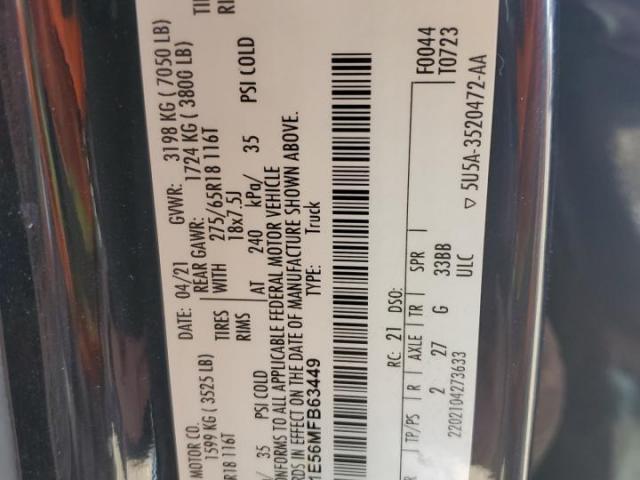 MOTOR CO. DATE: 04/21 GVWR: 3198 KG ( 7050 LB)
1599 KG ( 3525 LB) REAR GAWR: 1724 KG ( 3800 LB)
R18 116T TIRES WITH 275/65R18 116T
RIMS 18x7.5J
35 PSI COLD AT 240 kPa/ 35 PSI COLD
ONFORMS TO ALL APPLICABLE FEDERAL MOTOR VEHICLE
RDS IN EFFECT ON THE DATE OF MANUFACTURE SHOWN ABOVE.
1E56MFB63449 TYPE: Truck
F0044
RC: 21 DSO: T0723
TP/PS R AXLE TR SPR
2 27 G 33BB
2202104273633 ULC
▽ 5U5A-3520472-AA